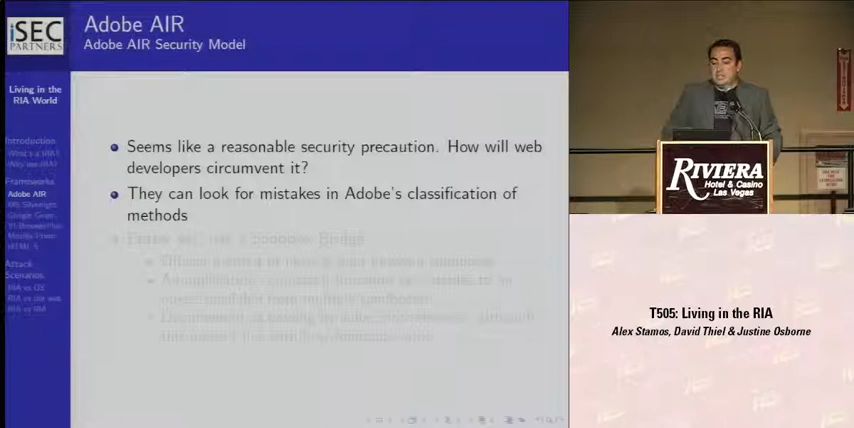 iSEC
PARTNERS
Adobe AIR
Adobe AIR Security Model
Living in the
RIA World
Introduction
What's a RIA?
Why use RIA?
Frameworks
Adobe AIR
MS Silverlight
Google Gears
Y! BrowserPlus
Mozilla Prism
HTML 5
Attack
Scenarios
RIA vs OS
RIA vs the web
RIA vs RIA
Seems like a reasonable security precaution. How will web
developers circumvent it?
They can look for mistakes in Adobe's classification of
methods
RIVIERA
Hotel & Casino
Las Vegas
T505: Living in the RIA
Alex Stamos, David Thiel & Justine Osborne